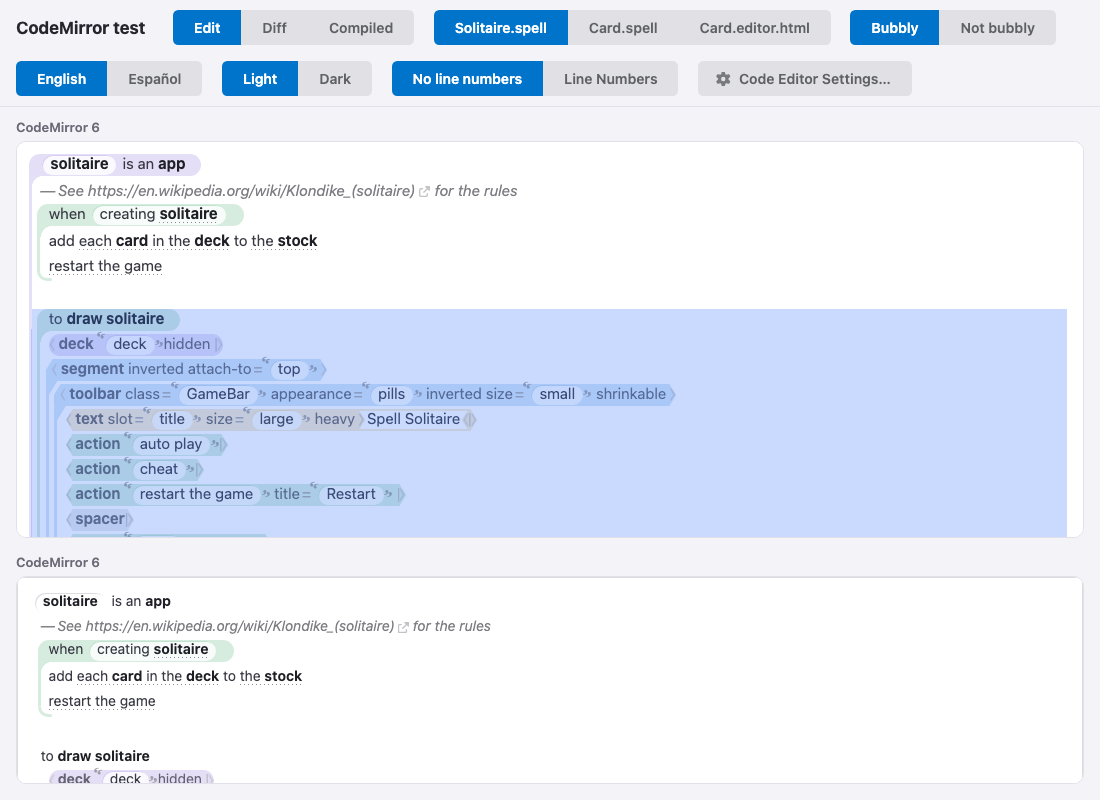 CodeMirror test Edit Diff Compiled Solitaire.spell Card.spell Card.editor.html Bubbly Not bubbly
English Español Light Dark No line numbers Line Numbers Code Editor Settings...
CodeMirror 6
solitaire is an app
— See https://en.wikipedia.org/wiki/Klondike_(solitaire) for the rules
when creating solitaire
add each card in the deck to the stock
restart the game
to draw solitaire
deck “ deck ” hidden
segment inverted attach-to= “ top ”
toolbar class= “ GameBar ” appearance= “ pills ” inverted size= “ small ” shrinkable
text slot= “ title ” size= “ large ” heavy Spell Solitaire
action “ auto play ”
action “ cheat ”
action “ restart the game ” title= “ Restart ”
spacer
CodeMirror 6
solitaire is an app
— See https://en.wikipedia.org/wiki/Klondike_(solitaire) for the rules
when creating solitaire
add each card in the deck to the stock
restart the game
to draw solitaire
deck “ deck ” hidden